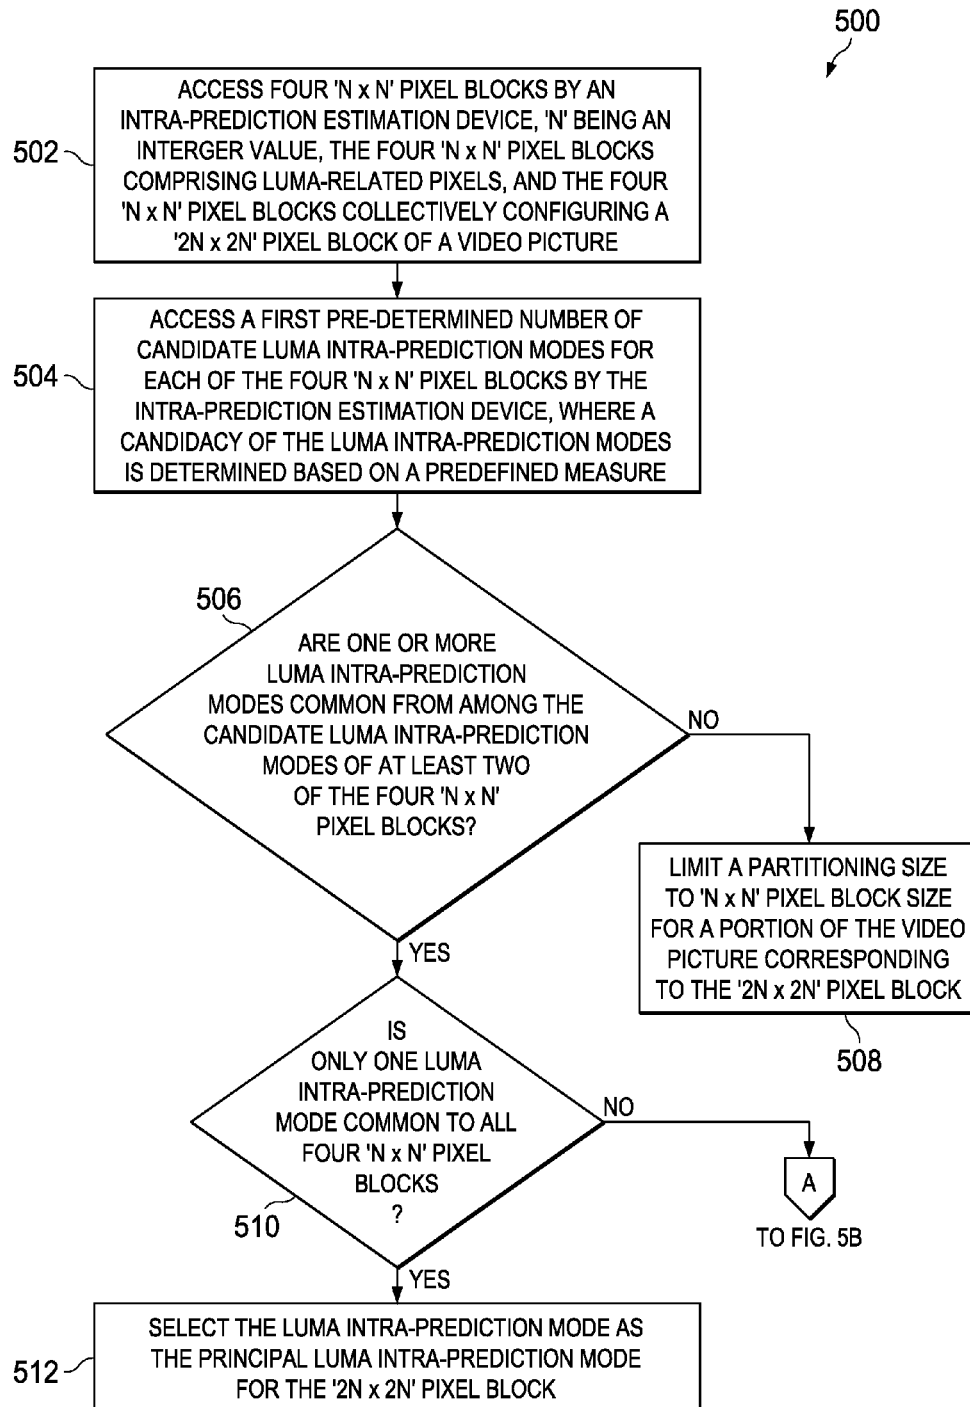 500
ACCESS FOUR 'N x N' PIXEL BLOCKS BY AN
INTRA-PREDICTION ESTIMATION DEVICE, 'N' BEING AN
INTERGER VALUE, THE FOUR 'N x N' PIXEL BLOCKS
COMPRISING LUMA-RELATED PIXELS, AND THE FOUR
'N x N' PIXEL BLOCKS COLLECTIVELY CONFIGURING A
'2N x 2N' PIXEL BLOCK OF A VIDEO PICTURE
502
ACCESS A FIRST PRE-DETERMINED NUMBER OF
CANDIDATE LUMA INTRA-PREDICTION MODES FOR
EACH OF THE FOUR 'N x N' PIXEL BLOCKS BY THE
INTRA-PREDICTION ESTIMATION DEVICE, WHERE A
CANDIDACY OF THE LUMA INTRA-PREDICTION MODES
IS DETERMINED BASED ON A PREDEFINED MEASURE
504
506
ARE ONE OR MORE
LUMA INTRA-PREDICTION
MODES COMMON FROM AMONG THE
CANDIDATE LUMA INTRA-PREDICTION
MODES OF AT LEAST TWO
OF THE FOUR 'N x N'
PIXEL BLOCKS?
NO
LIMIT A PARTITIONING SIZE
TO 'N x N' PIXEL BLOCK SIZE
FOR A PORTION OF THE VIDEO
PICTURE CORRESPONDING
TO THE '2N x 2N' PIXEL BLOCK
508
YES
IS
ONLY ONE LUMA
INTRA-PREDICTION
MODE COMMON TO ALL
FOUR 'N x N' PIXEL
BLOCKS
?
510
NO
A
TO FIG. 5B
YES
SELECT THE LUMA INTRA-PREDICTION MODE AS
THE PRINCIPAL LUMA INTRA-PREDICTION MODE
FOR THE '2N x 2N' PIXEL BLOCK
512